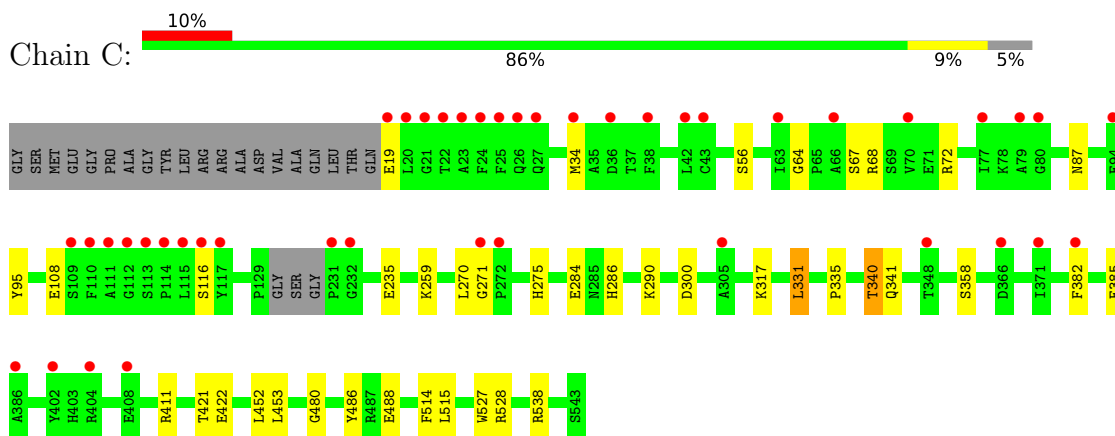 10%
Chain C:
86% 9% 5%
GLY SER MET GLU GLY PRO ALA GLY TYR LEU ARG ARG ALA ASP VAL ALA GLN LEU THR GLN E19 L20 G21 T22 A23 F24 F25 Q26 Q27 M34 A35 D36 T37 F38 L42 C43 S56 I63 G64 P65 A66 S67 R68 S69 V70 E71 R72 I77 K78 A79 G80 N87
Y95 E108 S109 F110 A111 G112 S113 P114 L115 S116 Y117 P129 GLY SER GLY P231 G232 E235 K259 L270 G271 P272 H275 E284 N285 H286 K290 D300 A305 K317 L331 P335 T340 Q341 T348 S358 D366 I371 F382
A386 Y402 H403 R404 E408 R411 T421 E422 L452 L453 G480 Y486 R487 E488 F514 L515 W527 R528 R538 S543